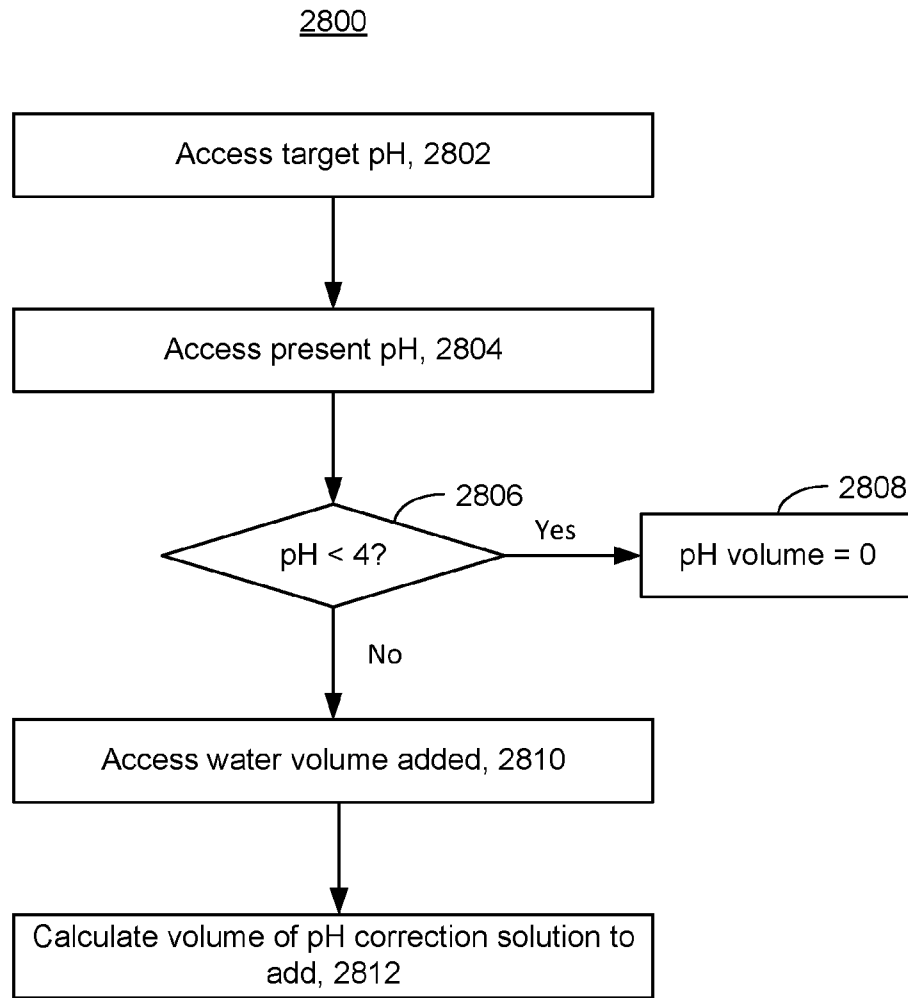 2800
Access target pH, 2802
Access present pH, 2804
2806
2808
pH < 4?
Yes
pH volume = 0
No
Access water volume added, 2810
Calculate volume of pH correction solution to
add, 2812